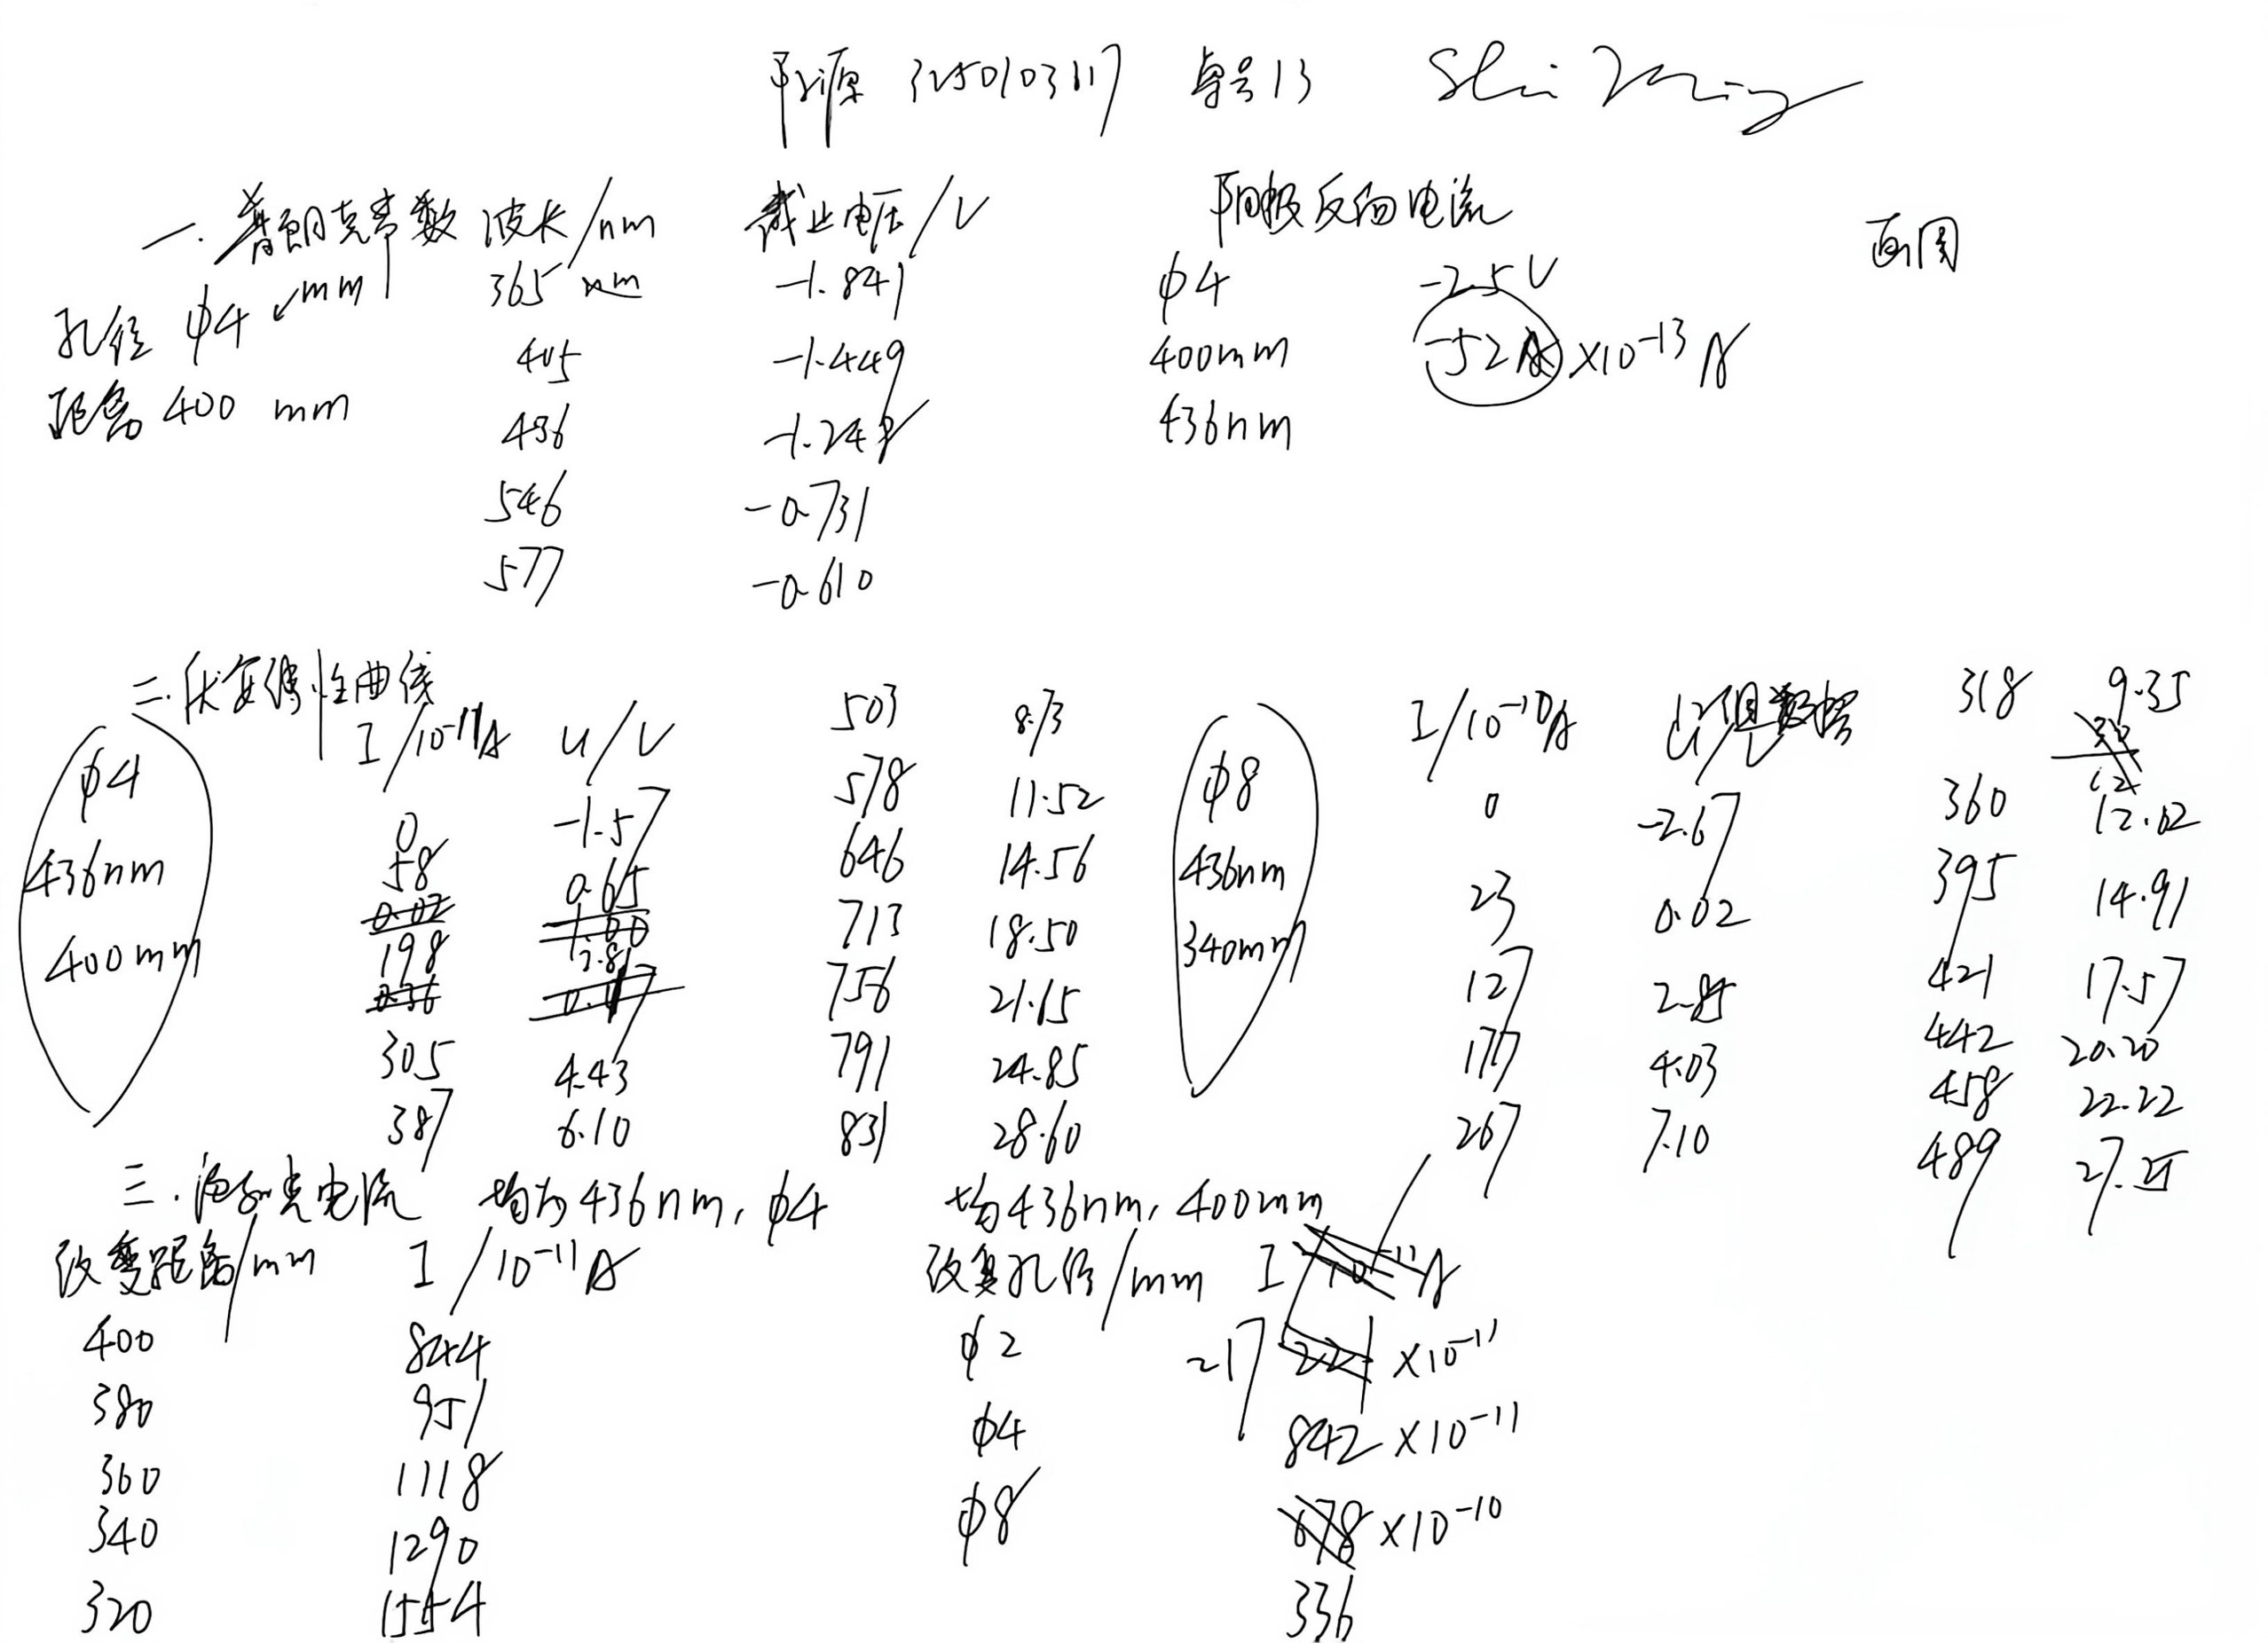 3250103117 桌号13
一.普朗克常数 波长/nm 截止电压/V 阳极反向电流
画图
孔径 φ4 mm 365 nm -1.841 φ4 -2.5V
405 -1.449 400mm -52 ×10⁻¹³A
距离 400 mm
436 -1.24 436nm
546 -0.731
577 -0.610
二.伏安特性曲线
I/10⁻¹¹A U/V 503 8.13 I/10⁻¹⁰A 318 9.35
φ4 578 11.52 φ8
0 -1.57 0 -2.67 360 12.02
436nm 58 0.65 646 14.56 436nm 23 0.02 395 14.91
400mm 198 713 18.50 340mm
756 21.15 127 2.85 421 17.57
305 4.43 791 24.85 177 4.03 442 20.20
458 22.22
387 6.10 831 28.60 267 7.10 489
三.饱和光电流 均为436nm, φ4 均436nm, 400mm
改变距离/mm I/10⁻¹¹A 改变孔径/mm I
400 844 φ2 217 ×10⁻¹¹
380 951 φ4 842 ×10⁻¹¹
360 1118 φ8 ×10⁻¹⁰
340 1290
320 1554 336